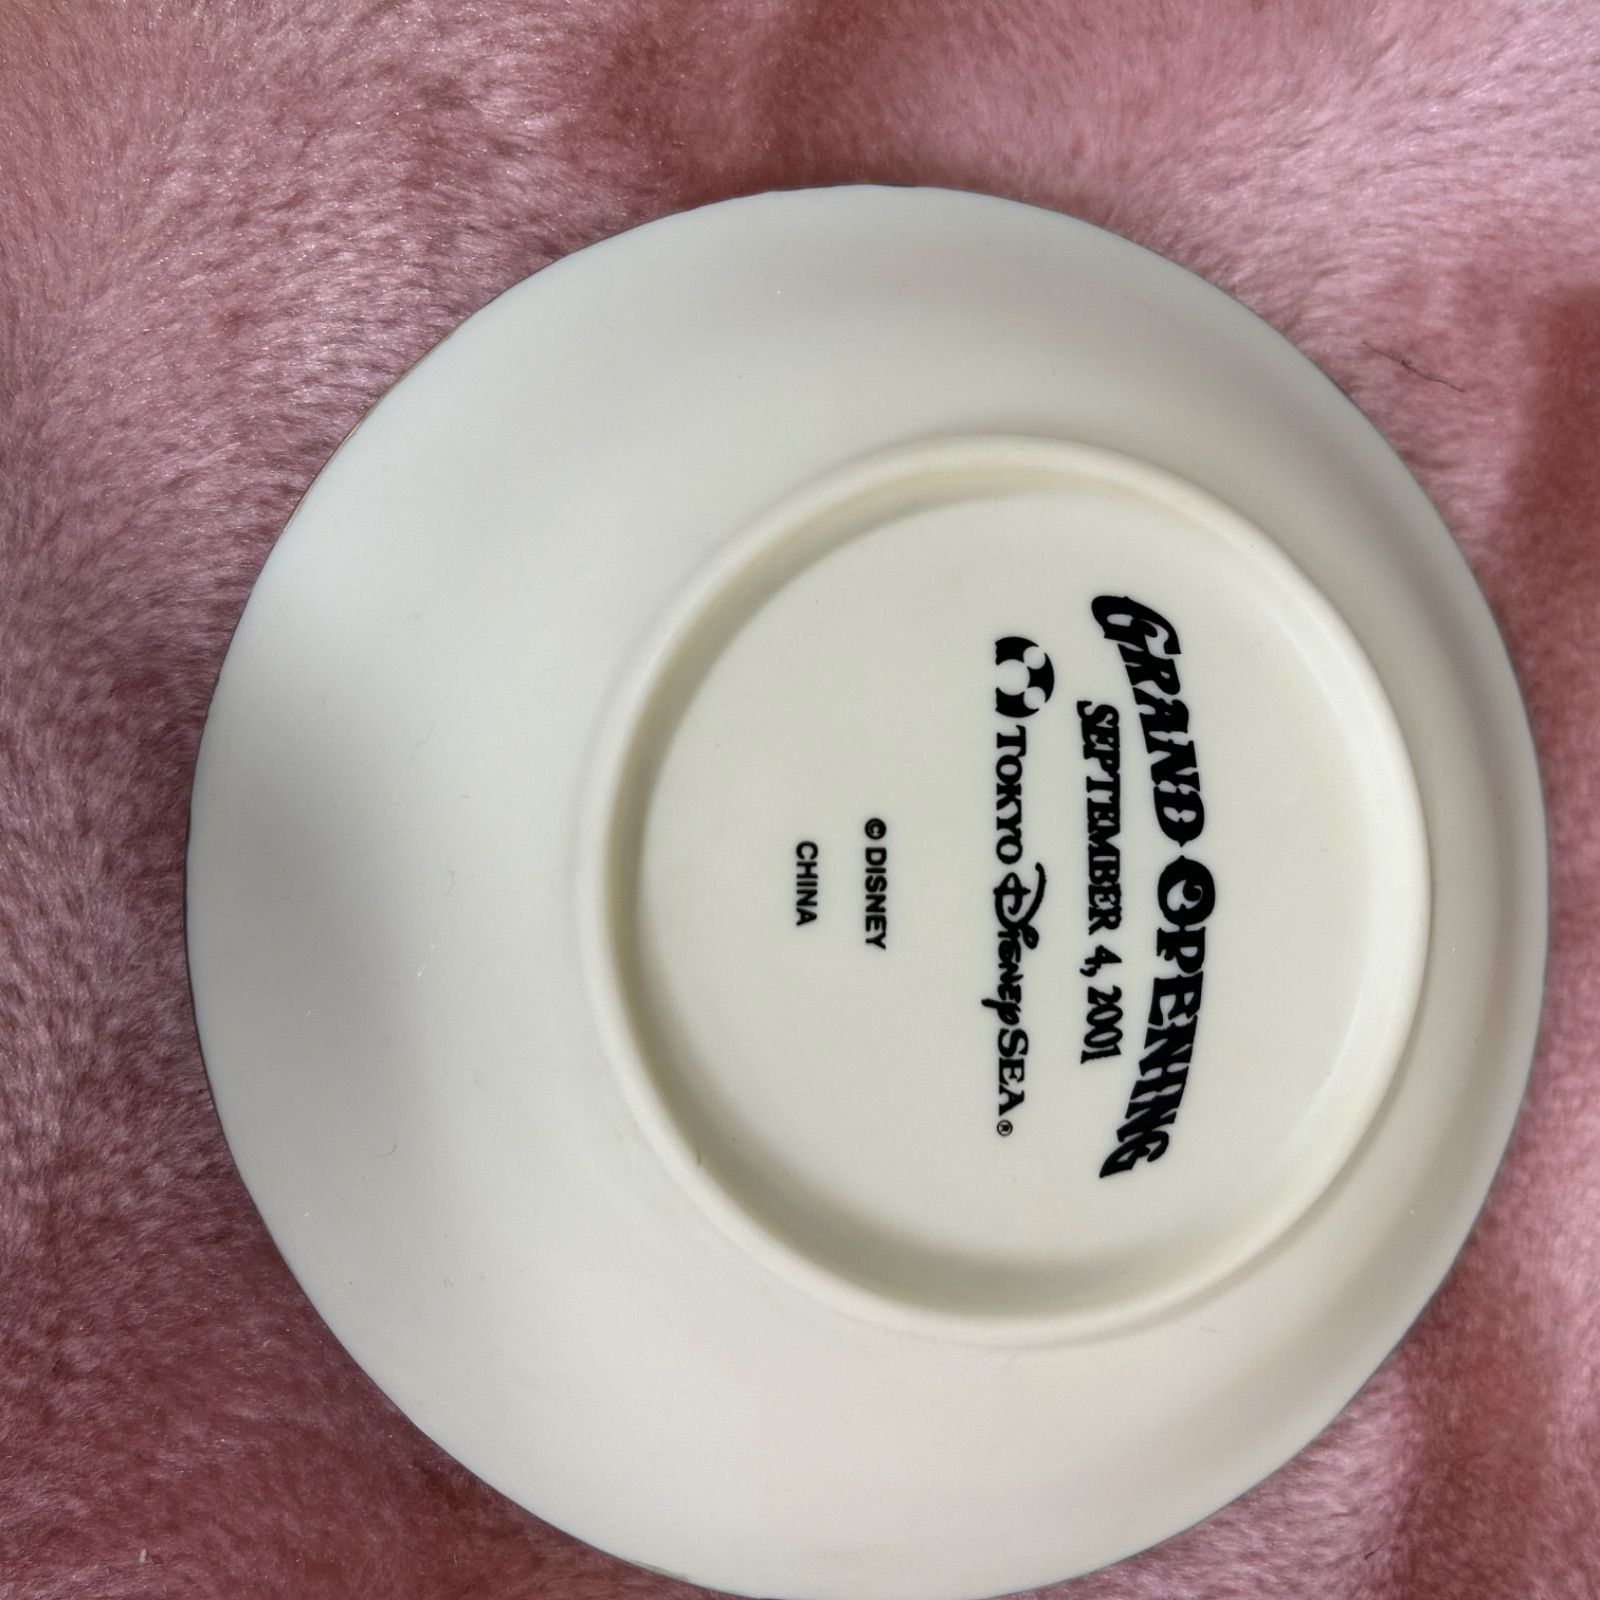 GRAND OPENING
SEPTEMBER 4, 2001
TOKYO DISNEYSEA®
© DISNEY
CHINA